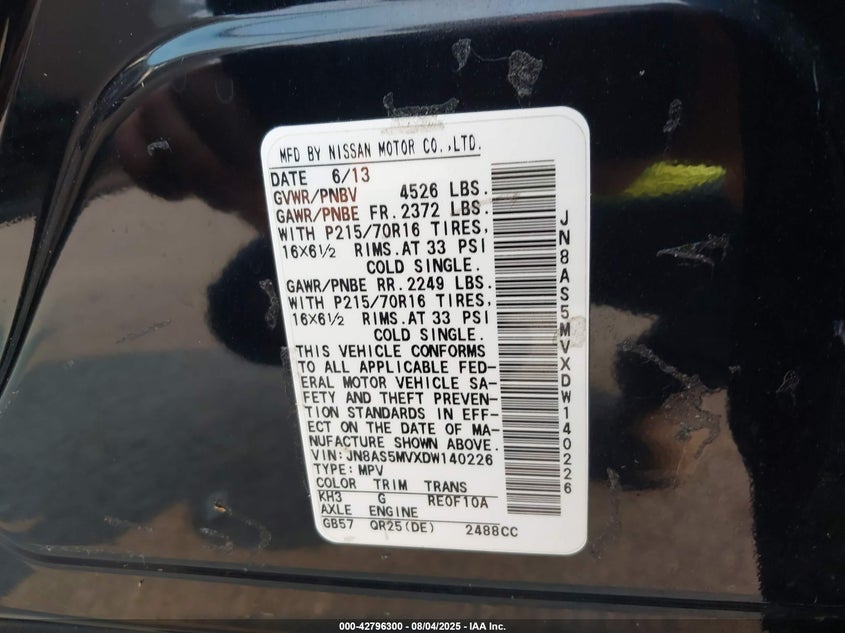 MFD BY NISSAN MOTOR CO.,LTD.
DATE 6/13
GVWR/PNBV 4526 LBS.
GAWR/PNBE FR.2372 LBS.
WITH P215/70R16 TIRES,
16X6½ RIMS.AT 33 PSI
COLD SINGLE.
GAWR/PNBE RR.2249 LBS.
WITH P215/70R16 TIRES,
16X6½ RIMS.AT 33 PSI
COLD SINGLE.
THIS VEHICLE CONFORMS
TO ALL APPLICABLE FED-
ERAL MOTOR VEHICLE SA-
FETY AND THEFT PREVEN-
TION STANDARDS IN EFF-
ECT ON THE DATE OF MA-
NUFACTURE SHOWN ABOVE.
VIN:JN8AS5MVXDW140226
TYPE:MPV
COLOR TRIM TRANS
KH3 G RE0F10A
AXLE ENGINE
GB57 QR25(DE) 2488CC
JN8AS5MVXDW140226
000-42796300 - 08/04/2025 - IAA Inc.